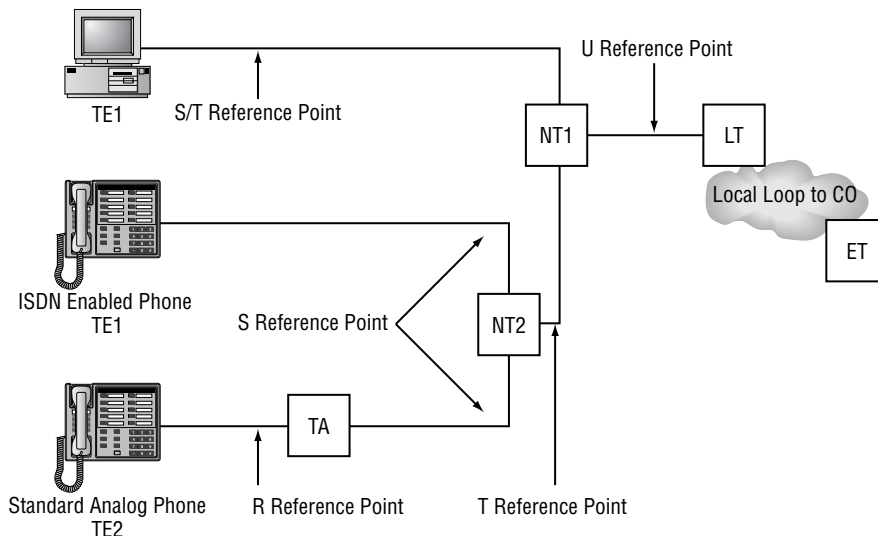 U Reference Point
TE1
S/T Reference Point
NT1
LT
Local Loop to CO
ET
ISDN Enabled Phone
TE1
S Reference Point
NT2
TA
Standard Analog Phone
TE2
R Reference Point
T Reference Point